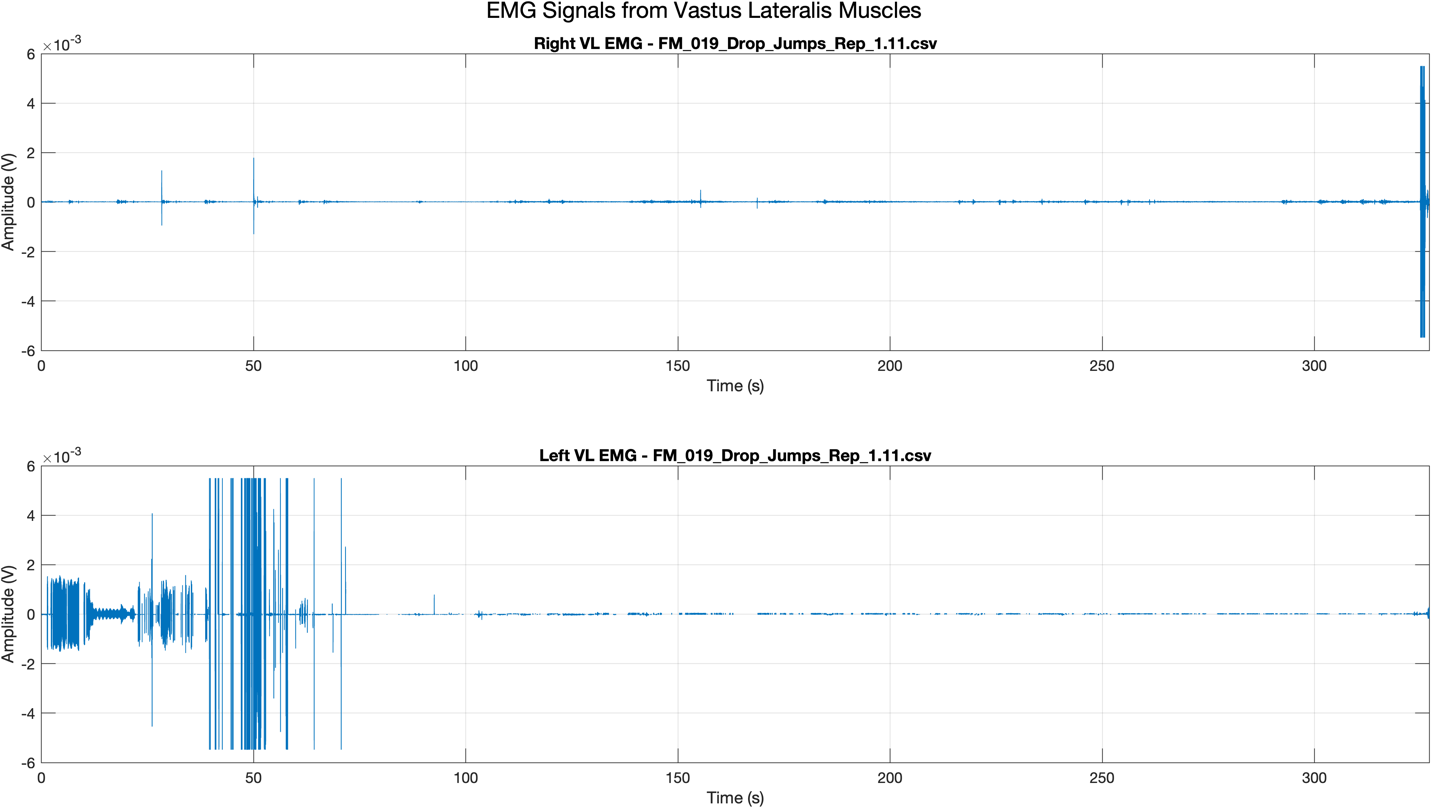 EMG Signals from Vastus Lateralis Muscles
Right VL EMG - FM_019_Drop_Jumps_Rep_1.11.csv
×10⁻³
6
4
2
0
-2
-4
-6
Amplitude (V)
0 50 100 150 200 250 300
Time (s)
Left VL EMG - FM_019_Drop_Jumps_Rep_1.11.csv
×10⁻³
6
4
2
0
-2
-4
-6
Amplitude (V)
0 50 100 150 200 250 300
Time (s)